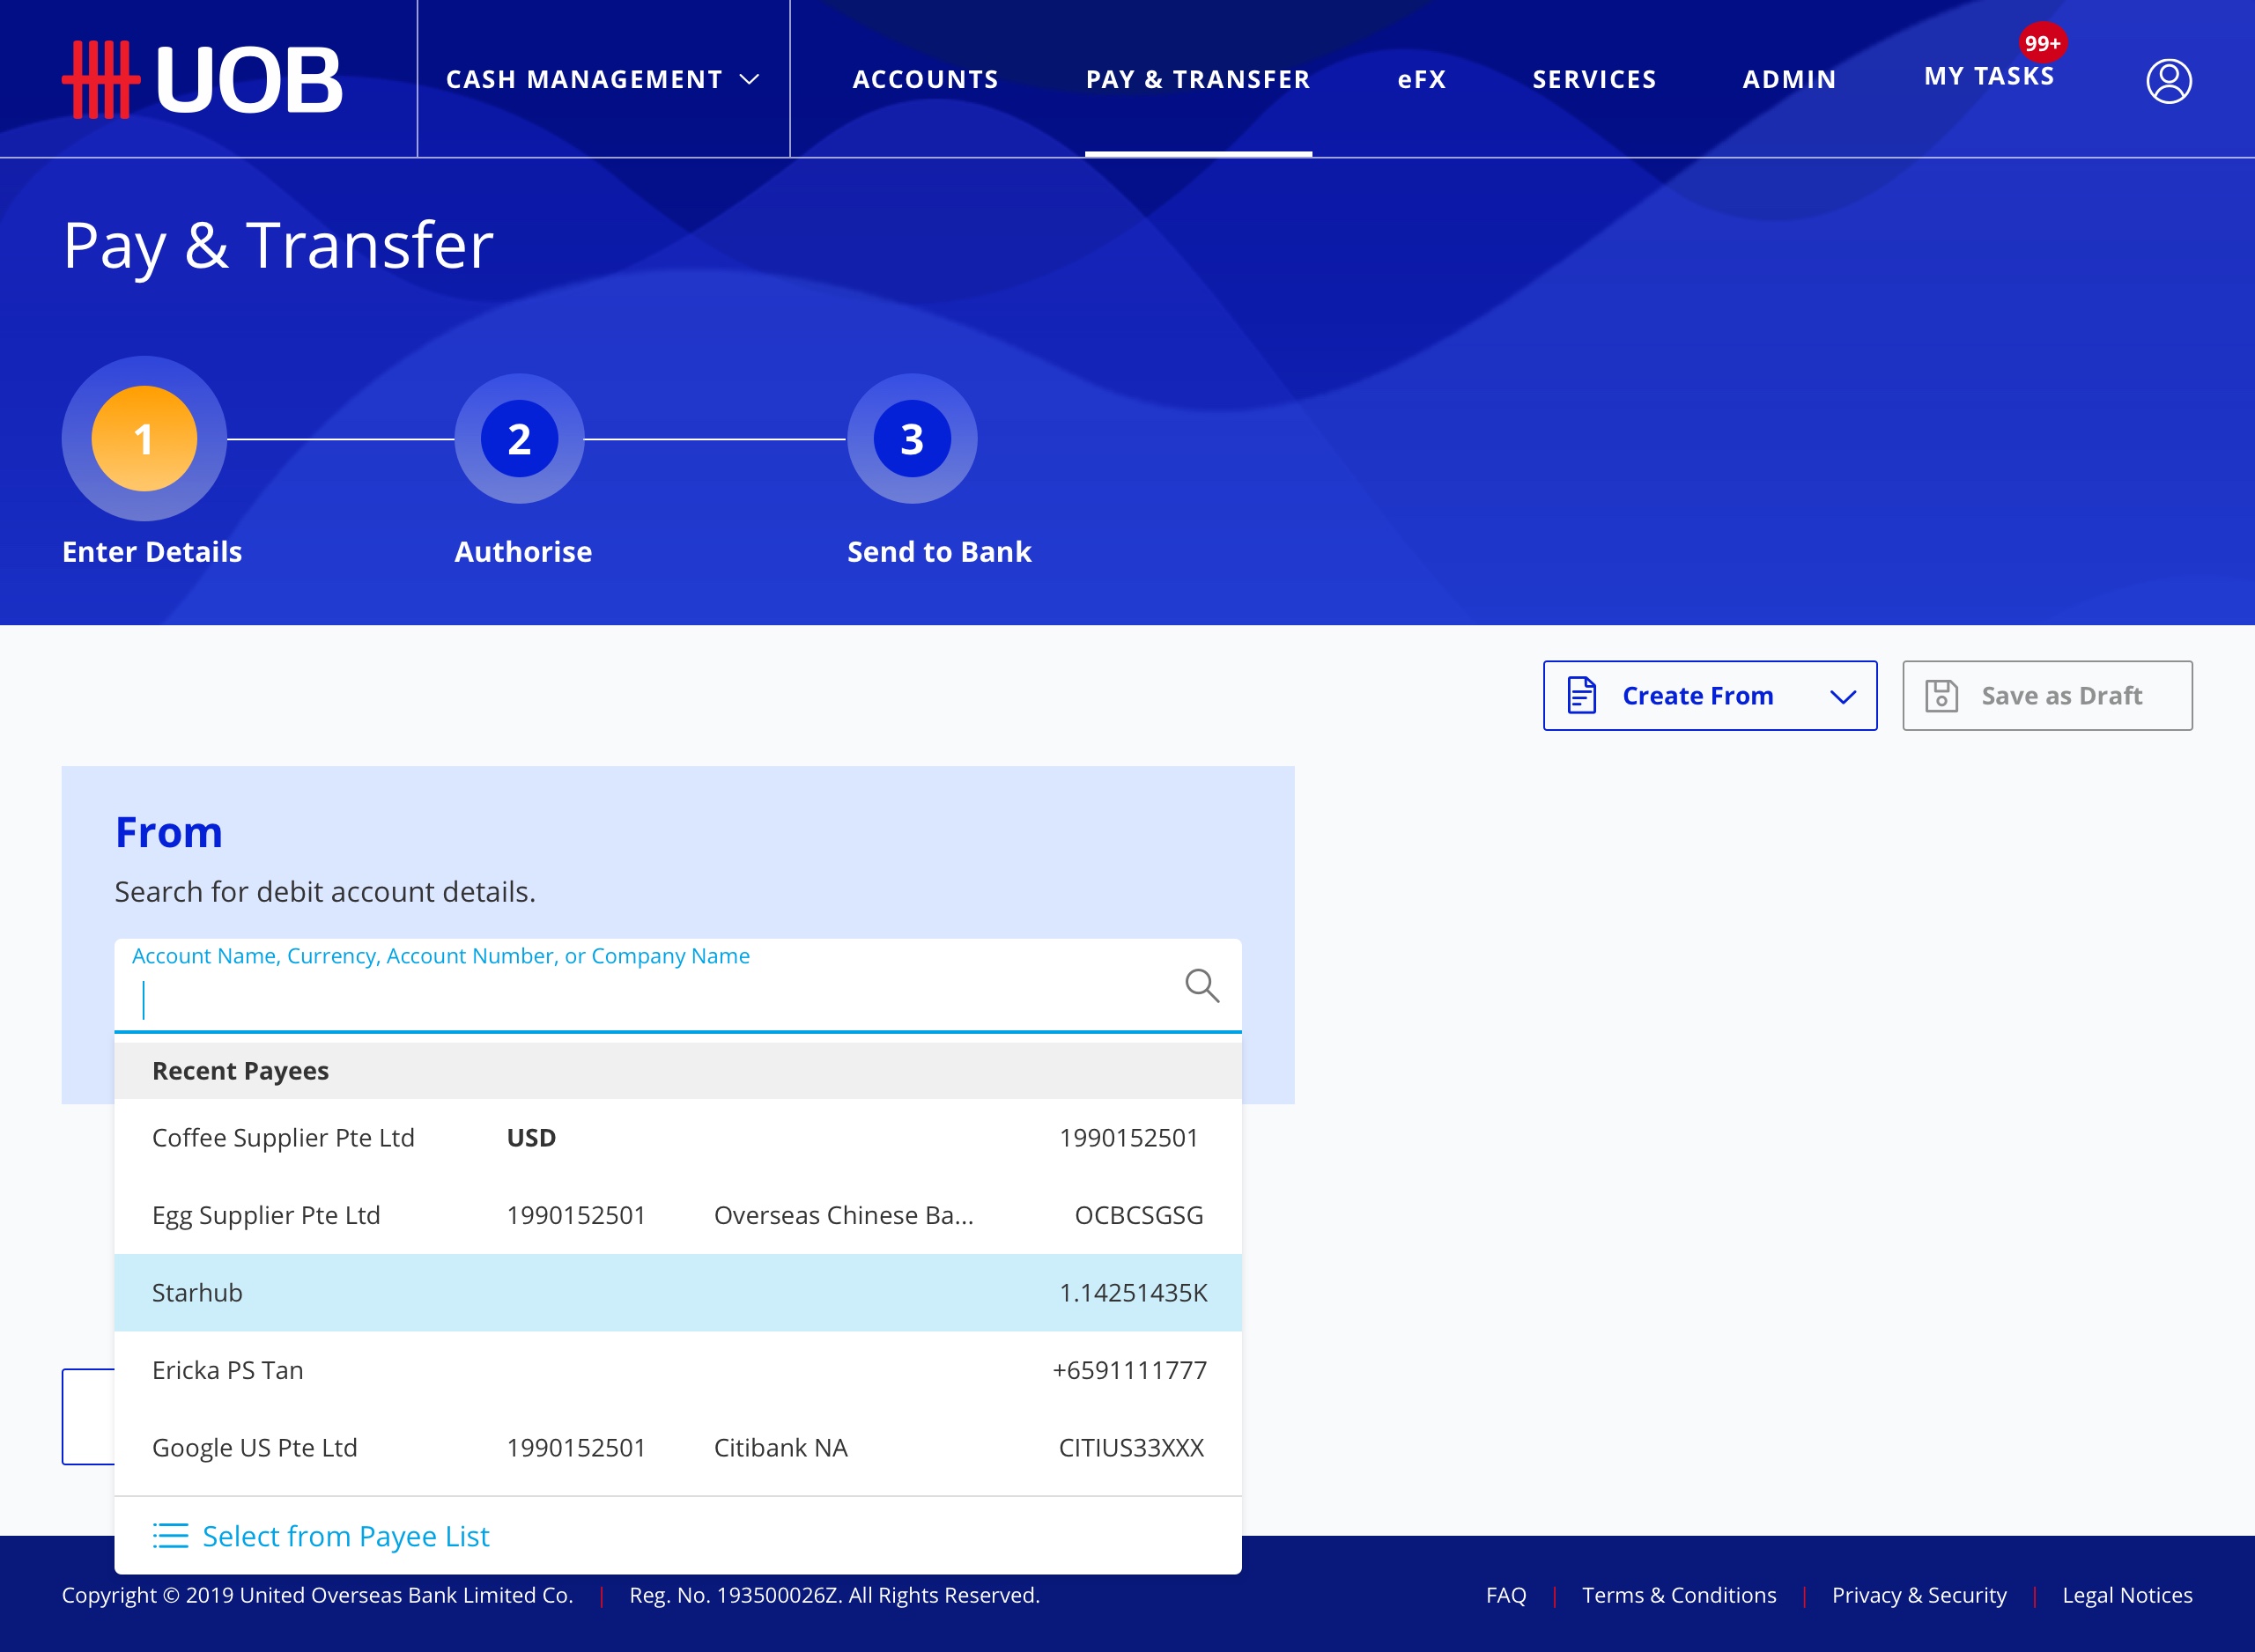 UOB
CASH MANAGEMENT
ACCOUNTS
PAY & TRANSFER
eFX
SERVICES
ADMIN
MY TASKS
99+
Pay & Transfer
1
2
3
Enter Details
Authorise
Send to Bank
Create From
Save as Draft
From
Search for debit account details.
Account Name, Currency, Account Number, or Company Name
Recent Payees
Coffee Supplier Pte Ltd USD 1990152501
Egg Supplier Pte Ltd 1990152501 Overseas Chinese Ba... OCBCSGSG
Starhub 1.14251435K
Ericka PS Tan +6591111777
Google US Pte Ltd 1990152501 Citibank NA CITIUS33XXX
Select from Payee List
Copyright © 2019 United Overseas Bank Limited Co. | Reg. No. 193500026Z. All Rights Reserved.
FAQ | Terms & Conditions | Privacy & Security | Legal Notices